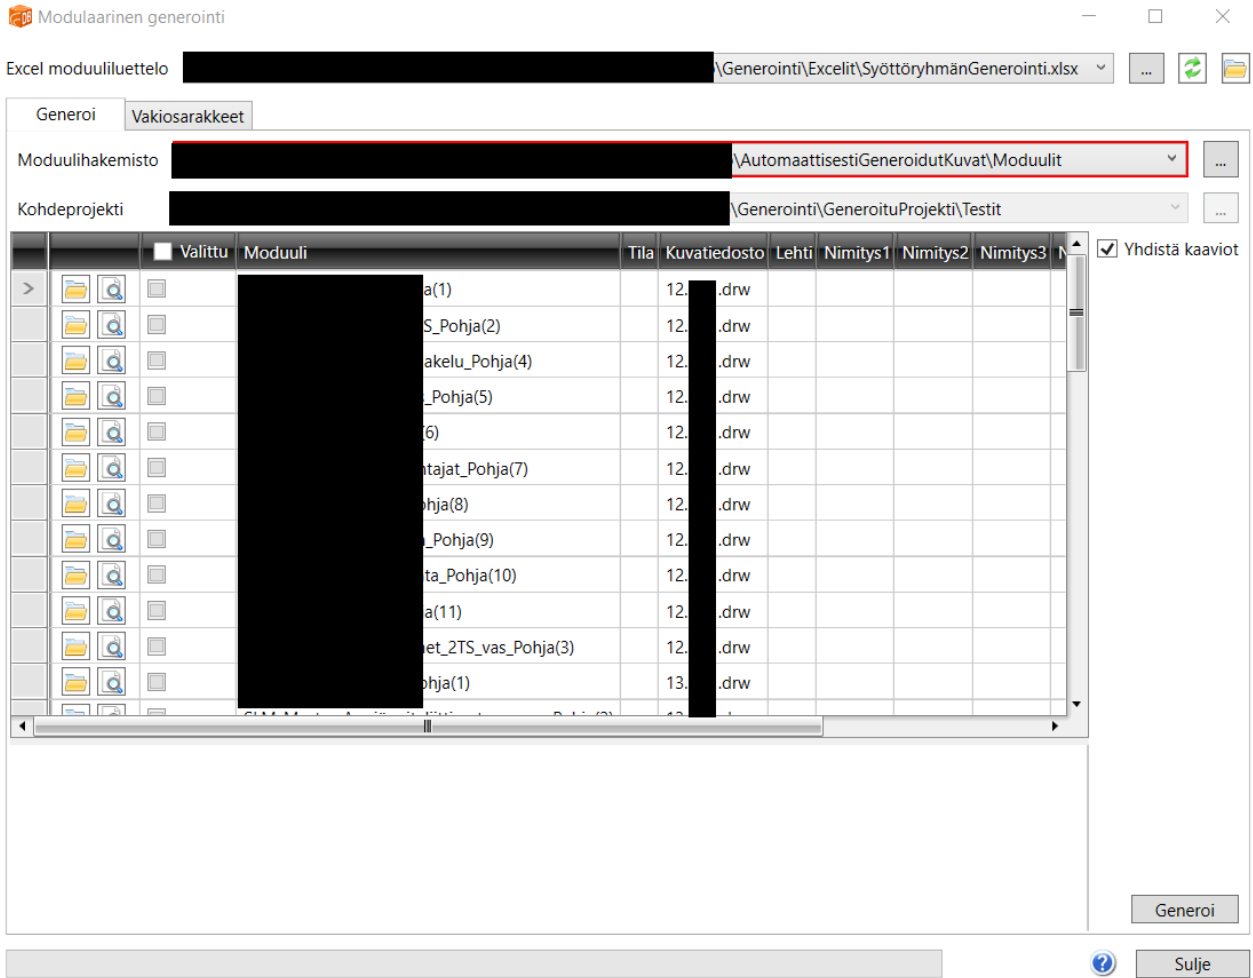 Modulaarinen generointi
Excel moduuliluettelo \Generointi\Excelit\SyöttöryhmänGenerointi.xlsx ...
Generoi Vakiosarakkeet
Moduulihakemisto \AutomaattisestiGeneroidutKuvat\Moduulit ...
Kohdeprojekti \Generointi\GeneroituProjekti\Testit ...
Valittu Moduuli Tila Kuvatiedosto Lehti Nimitys1 Nimitys2 Nimitys3 Yhdistä kaaviot
a(1) 12. .drw
S_Pohja(2) 12. .drw
akelu_Pohja(4) 12. .drw
_Pohja(5) 12. .drw
(6) 12. .drw
ntajat_Pohja(7) 12. .drw
ohja(8) 12. .drw
_Pohja(9) 12. .drw
ta_Pohja(10) 12. .drw
a(11) 12. .drw
et_2TS_vas_Pohja(3) 12. .drw
ohja(1) 13. .drw
Generoi
Sulje